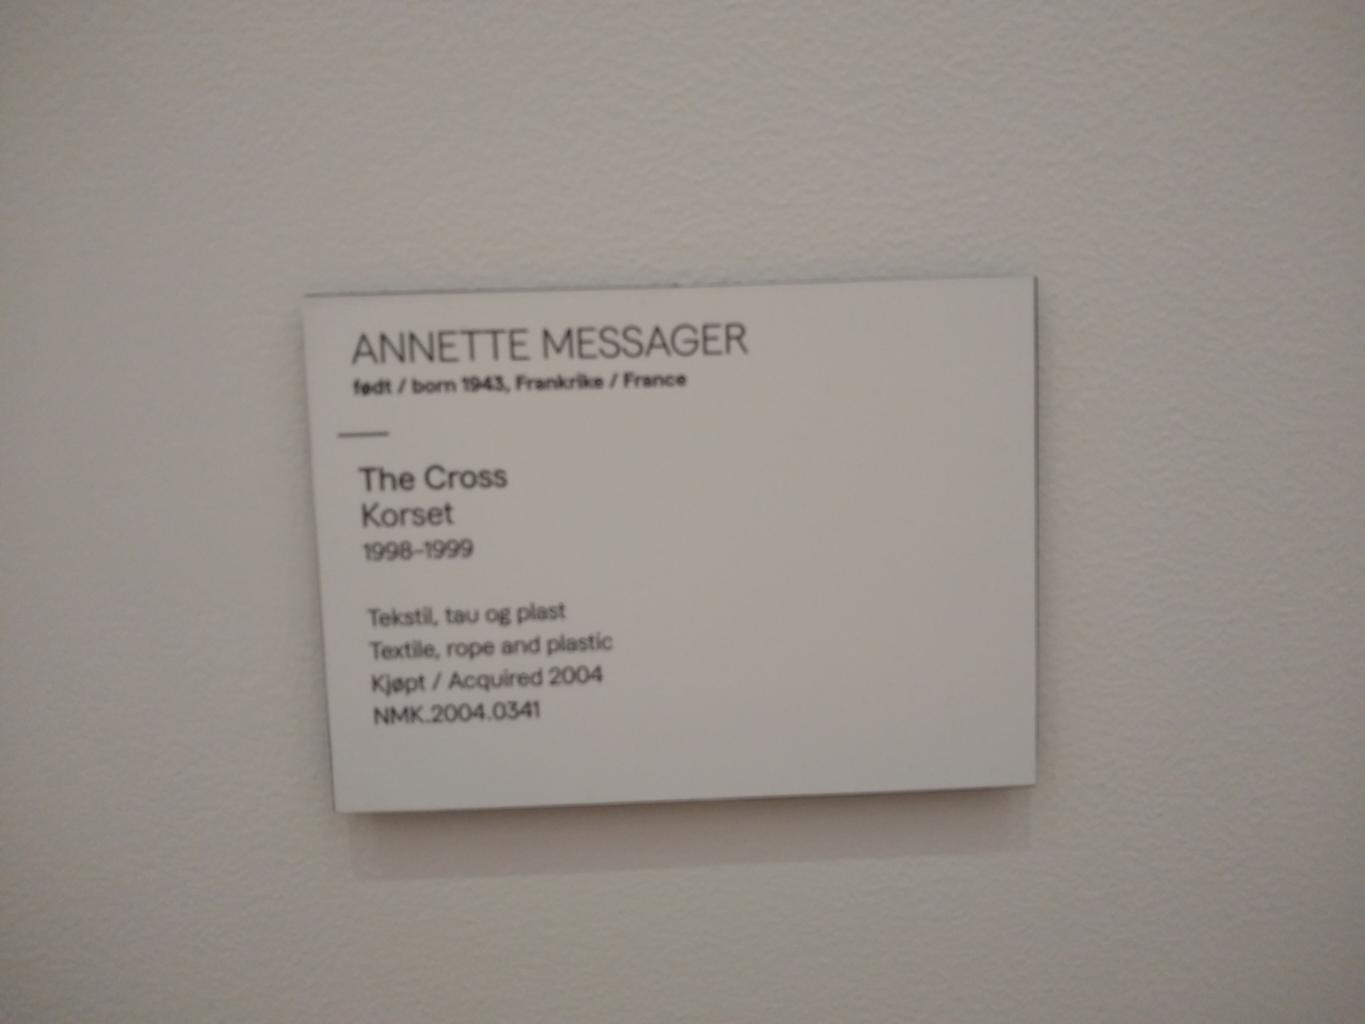 ANNETTE MESSAGER
født / born 1943, Frankrike / France
The Cross
Korset
1998–1999
Tekstil, tau og plast
Textile, rope and plastic
Kjøpt / Acquired 2004
NMK.2004.0341